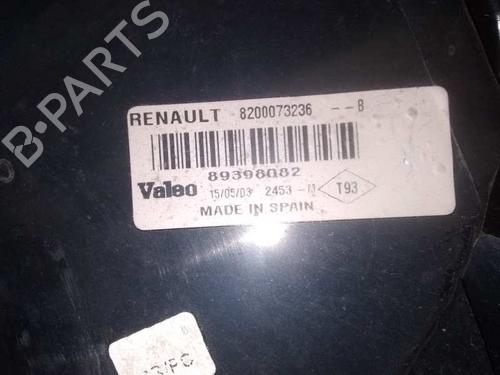 B-PARTS
RENAULT 8200073236 --B
89398082
Valeo 15/05/03 2453 -M T93
MADE IN SPAIN